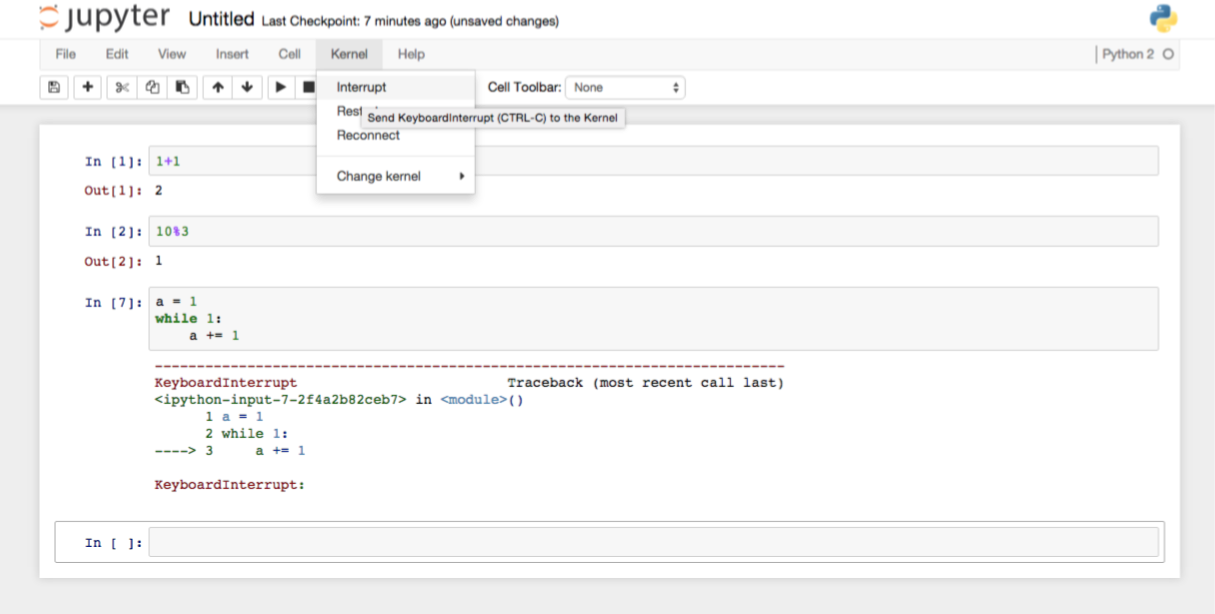 jupyter Untitled Last Checkpoint: 7 minutes ago (unsaved changes)
File Edit View Insert Cell Kernel Help Python 2
Interrupt Cell Toolbar: None
Rest Send KeyboardInterrupt (CTRL-C) to the Kernel
Reconnect
Change kernel
In [1]: 1+1
Out[1]: 2
In [2]: 10%3
Out[2]: 1
In [7]: a = 1
while 1:
    a += 1
---------------------------------------------------------------------------
KeyboardInterrupt                         Traceback (most recent call last)
<ipython-input-7-2f4a2b82ceb7> in <module>()
      1 a = 1
      2 while 1:
----> 3     a += 1

KeyboardInterrupt:
In [ ]: